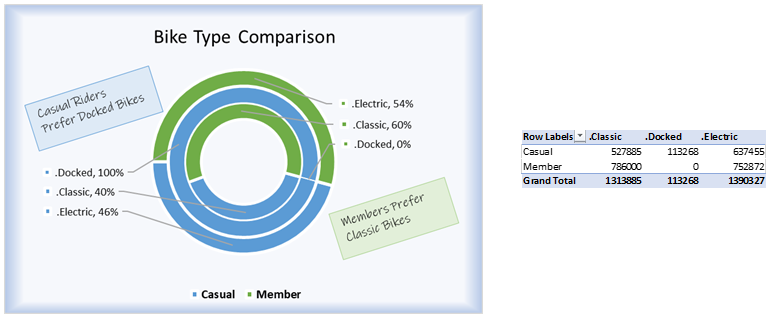 Bike Type Comparison
Casual Riders
Prefer Docked Bikes
.Electric, 54%
.Classic, 60%
.Docked, 0%
.Docked, 100%
.Classic, 40%
.Electric, 46%
Members Prefer
Classic Bikes
Casual Member
Row Labels .Classic .Docked .Electric
Casual 527885 113268 637455
Member 786000 0 752872
Grand Total 1313885 113268 1390327